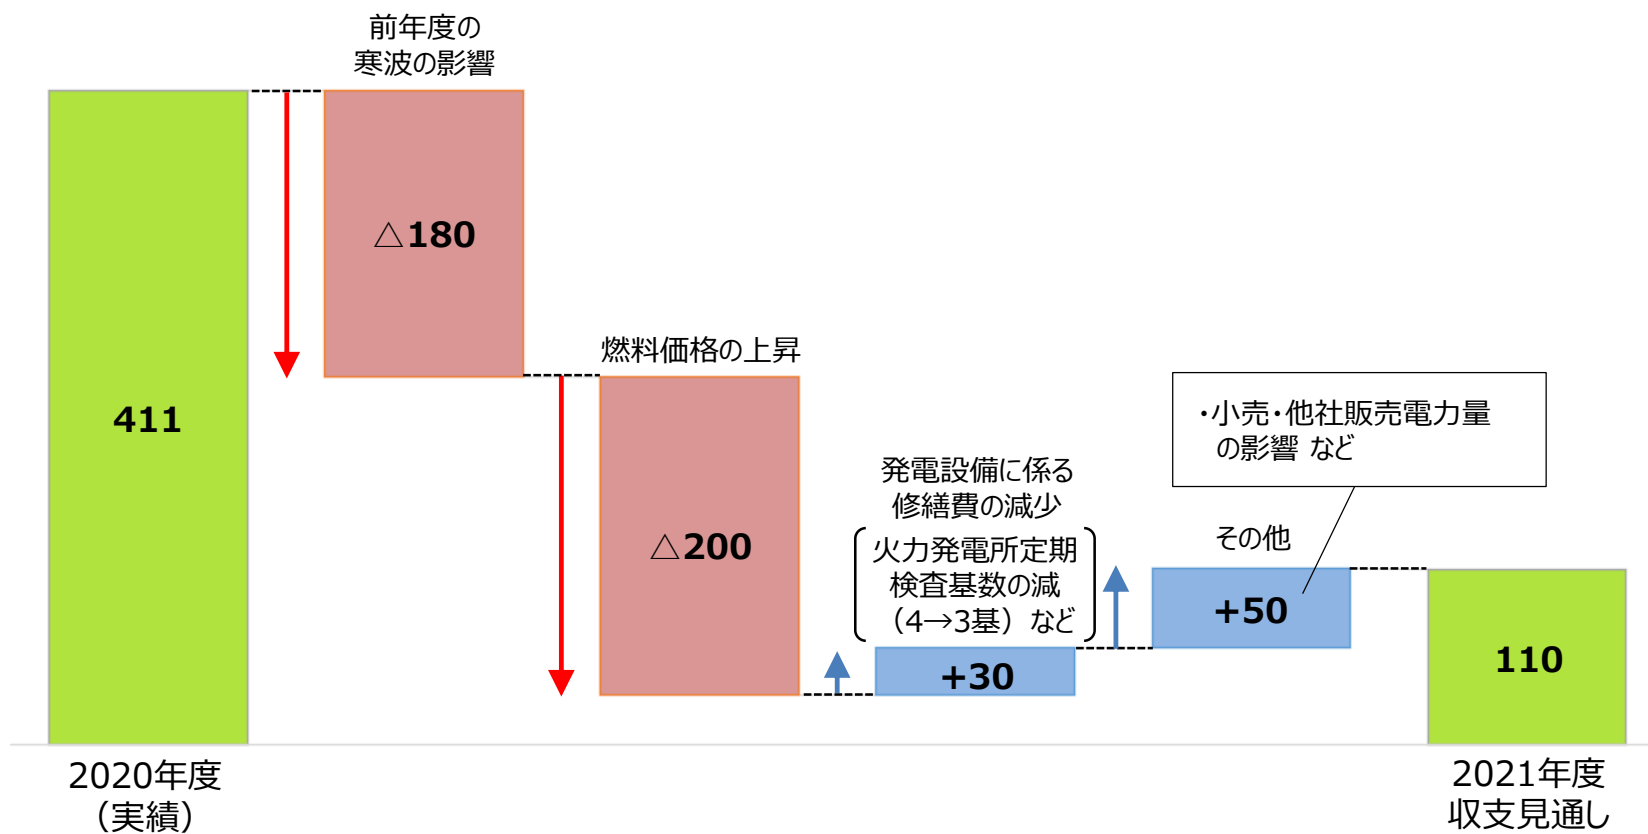 前年度の
寒波の影響
△180
411
燃料価格の上昇
△200
発電設備に係る
修繕費の減少
火力発電所定期
検査基数の減
（4→3基）など
+30
・小売・他社販売電力量
の影響 など
その他
+50
110
2020年度
（実績）
2021年度
収支見通し